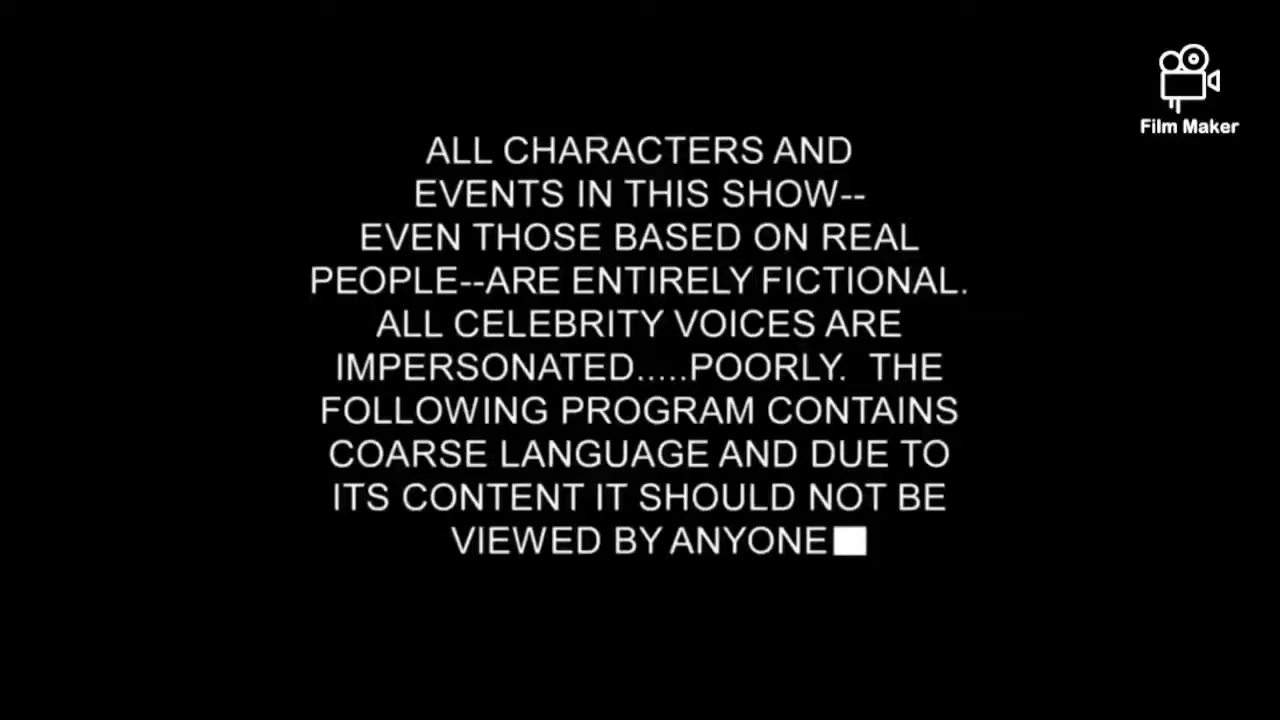 Film Maker
ALL CHARACTERS AND
EVENTS IN THIS SHOW--
EVEN THOSE BASED ON REAL
PEOPLE--ARE ENTIRELY FICTIONAL.
ALL CELEBRITY VOICES ARE
IMPERSONATED.....POORLY. THE
FOLLOWING PROGRAM CONTAINS
COARSE LANGUAGE AND DUE TO
ITS CONTENT IT SHOULD NOT BE
VIEWED BY ANYONE